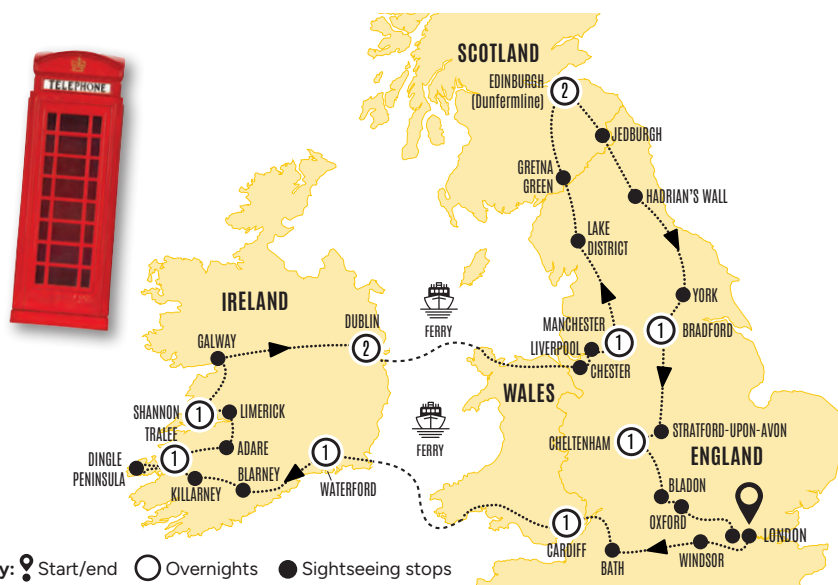 TELEPHONE
SCOTLAND
EDINBURGH
(Dunfermline)
2
JEDBURGH
GRETNA
GREEN
HADRIAN'S WALL
LAKE
DISTRICT
YORK
IRELAND
DUBLIN
2
FERRY
MANCHESTER
1
LIVERPOOL
CHESTER
1
BRADFORD
GALWAY
WALES
SHANNON
1
LIMERICK
TRALEE
1
ADARE
FERRY
STRATFORD-UPON-AVON
CHELTENHAM
1
ENGLAND
DINGLE
PENINSULA
KILLARNEY
BLARNEY
1
WATERFORD
BLADON
OXFORD
LONDON
1
CARDIFF
BATH
WINDSOR
y: Start/end Overnights Sightseeing stops